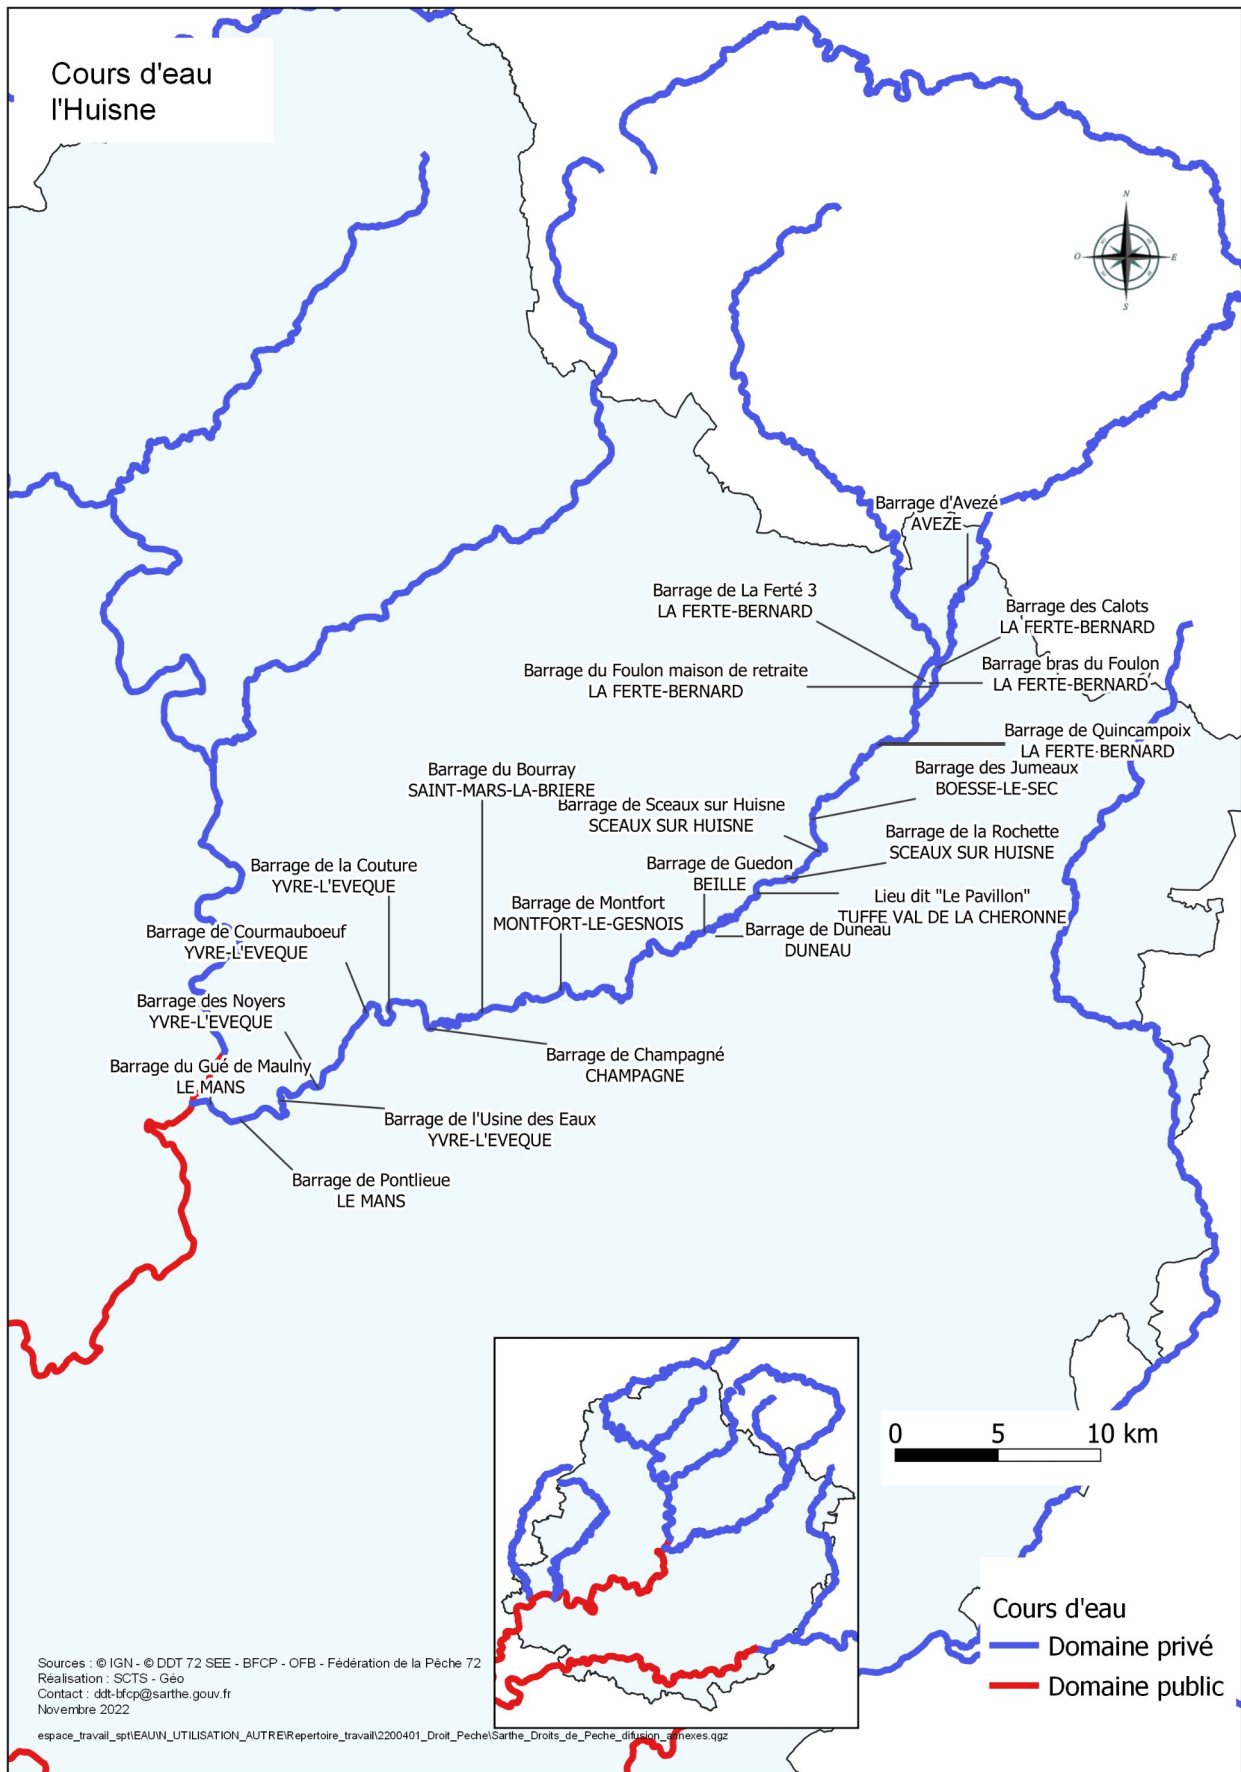 Cours d'eau
l'Huisne
N
O
E
S
Barrage d'Avezé
AVEZE
Barrage de La Ferté 3
LA FERTE-BERNARD
Barrage des Calots
LA FERTE-BERNARD
Barrage du Foulon maison de retraite
LA FERTE-BERNARD
Barrage bras du Foulon
LA FERTE-BERNARD
Barrage de Quincampoix
LA FERTE-BERNARD
Barrage du Bourray
SAINT-MARS-LA-BRIERE
Barrage des Jumeaux
BOESSE-LE-SEC
Barrage de Sceaux sur Huisne
SCEAUX SUR HUISNE
Barrage de la Rochette
SCEAUX SUR HUISNE
Barrage de la Couture
YVRE-L'EVEQUE
Barrage de Guedon
BEILLE
Lieu dit "Le Pavillon"
TUFFE VAL DE LA CHERONNE
Barrage de Montfort
MONTFORT-LE-GESNOIS
Barrage de Duneau
DUNEAU
Barrage de Courmauboeuf
YVRE-L'EVEQUE
Barrage des Noyers
YVRE-L'EVEQUE
Barrage de Champagné
CHAMPAGNE
Barrage du Gué de Maulny
LE MANS
Barrage de l'Usine des Eaux
YVRE-L'EVEQUE
Barrage de Pontlieue
LE MANS
0 5 10 km
Cours d'eau
Domaine privé
Domaine public
Sources : © IGN - © DDT 72 SEE - BFCP - OFB - Fédération de la Pêche 72
Réalisation : SCTS - Géo
Contact : ddt-bfcp@sarthe.gouv.fr
Novembre 2022
espace_travail_spt\EAU\N_UTILISATION_AUTRE\Repertoire_travail\2200401_Droit_Peche\Sarthe_Droits_de_Peche_difusion_annexes.qgz